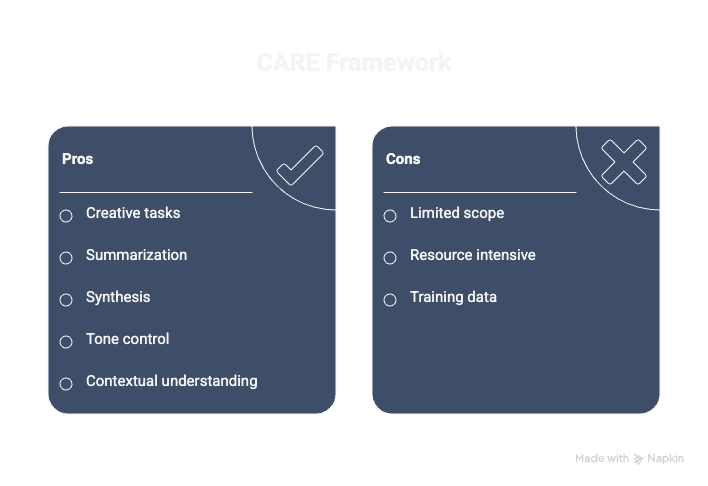 CARE Framework
Pros
Creative tasks
Summarization
Synthesis
Tone control
Contextual understanding
Cons
Limited scope
Resource intensive
Training data
Made with Napkin